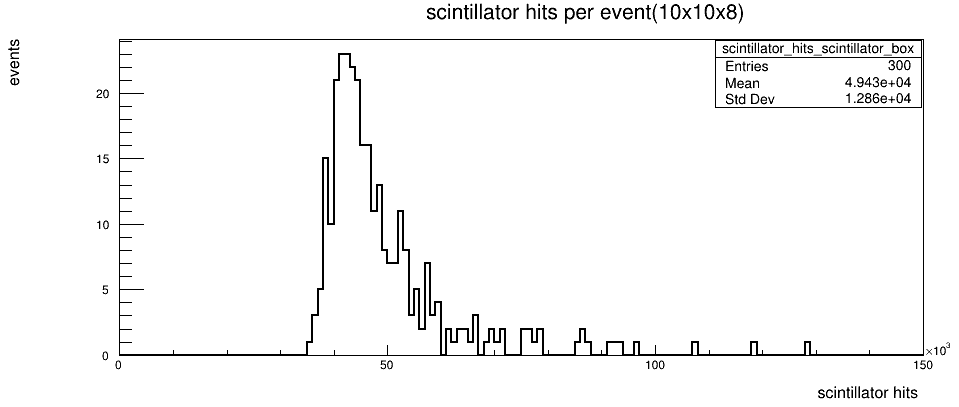 scintillator hits per event(10x10x8)
events
scintillator_hits_scintillator_box
Entries 300
Mean 4.943e+04
Std Dev 1.286e+04
20
15
10
5
0
0 50 100 150
×10³
scintillator hits